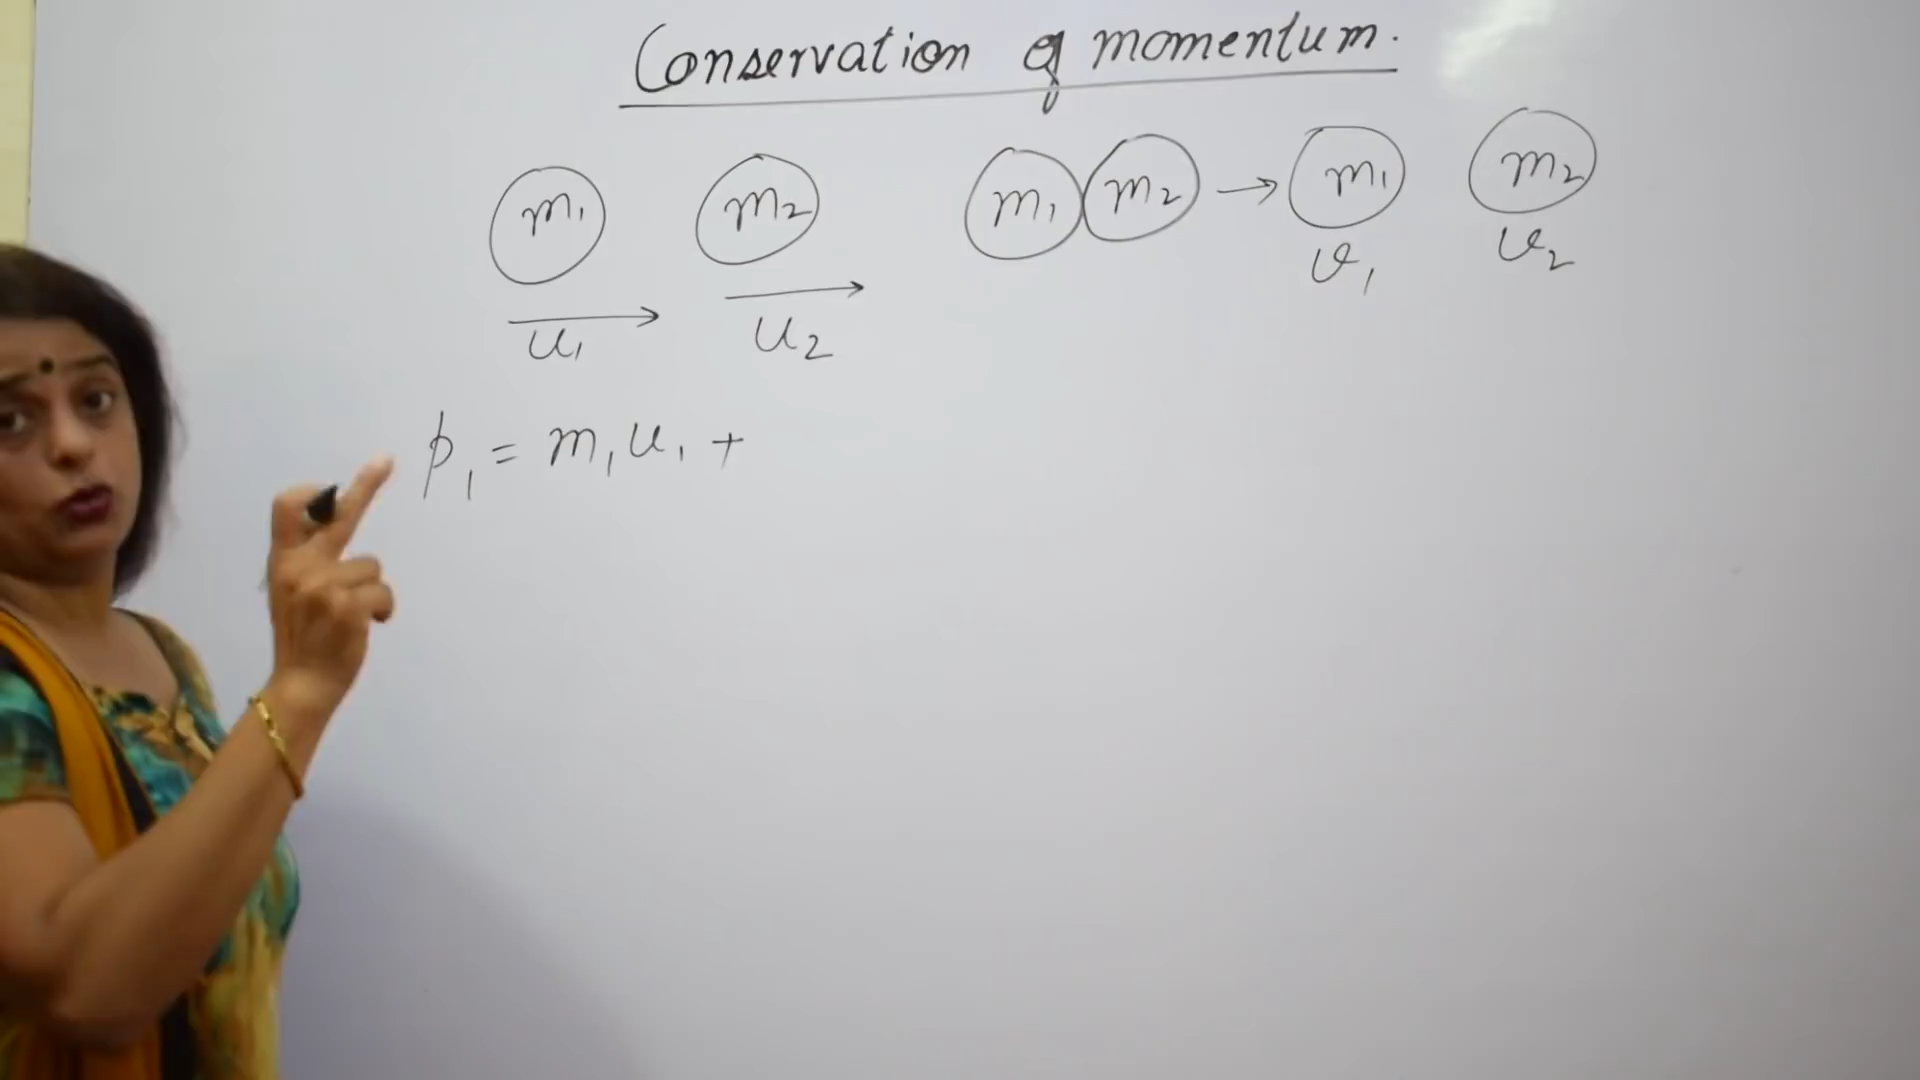 Conservation of momentum.
m₁ m₂ m₁ m₂ → m₁ m₂
u₁ u₂ v₁ v₂
p₁ = m₁u₁ +